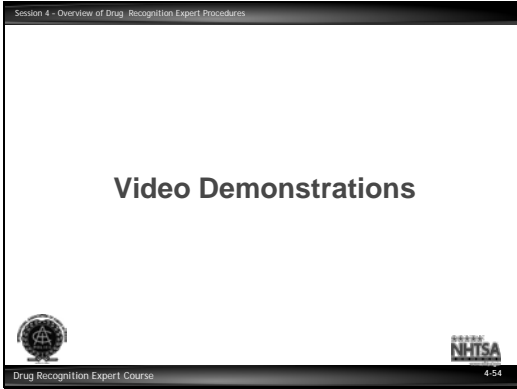 Session 4 - Overview of Drug Recognition Expert Procedures
Video Demonstrations
NHTSA
Drug Recognition Expert Course
4-54